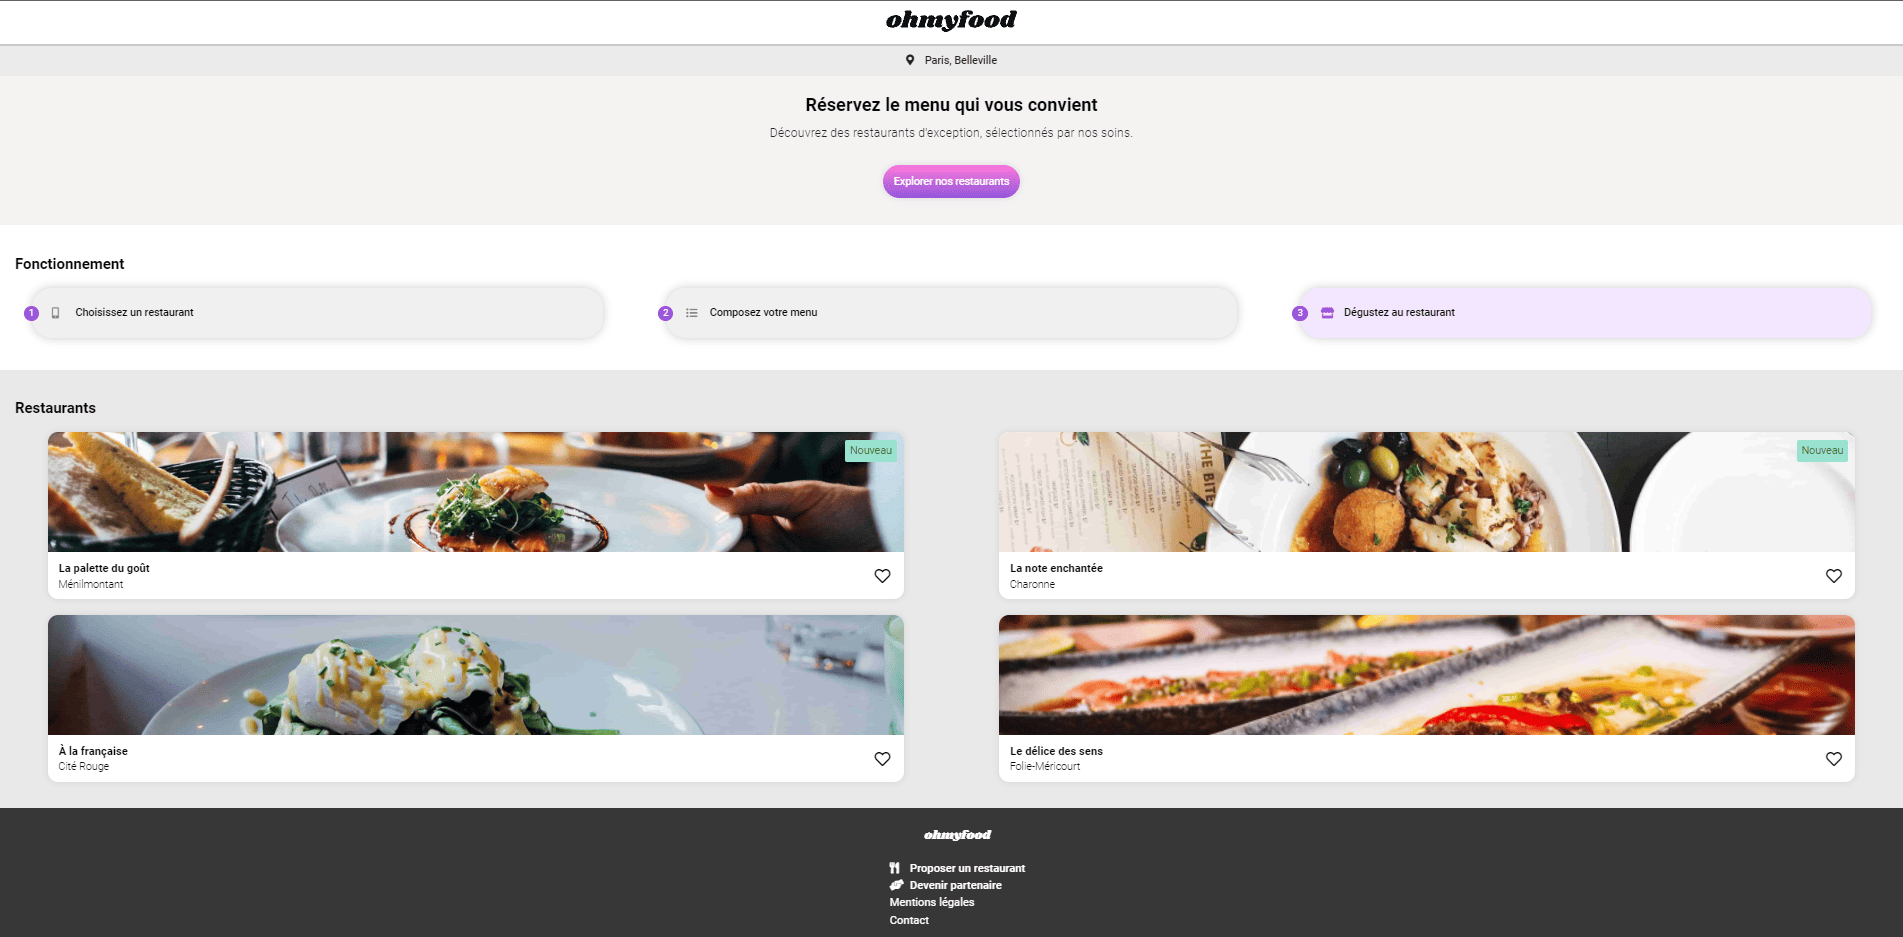 ohmyfood
Paris, Belleville
Réservez le menu qui vous convient
Découvrez des restaurants d'exception, sélectionnés par nos soins.
Explorer nos restaurants
Fonctionnement
1 Choisissez un restaurant
2 Composez votre menu
3 Dégustez au restaurant
Restaurants
Nouveau
La palette du goût
Ménilmontant
Nouveau
THE BITE
La note enchantée
Charonne
À la française
Cité Rouge
Le délice des sens
Folie-Méricourt
ohmyfood
Proposer un restaurant
Devenir partenaire
Mentions légales
Contact